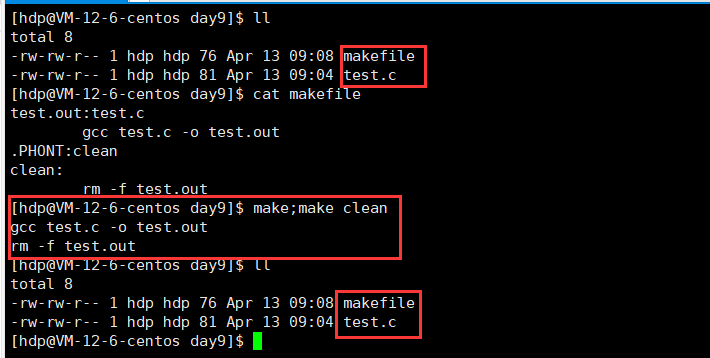 [hdp@VM-12-6-centos day9]$ ll
total 8
-rw-rw-r-- 1 hdp hdp 76 Apr 13 09:08 makefile
-rw-rw-r-- 1 hdp hdp 81 Apr 13 09:04 test.c
[hdp@VM-12-6-centos day9]$ cat makefile
test.out:test.c
        gcc test.c -o test.out
.PHONT:clean
clean:
        rm -f test.out
[hdp@VM-12-6-centos day9]$ make;make clean
gcc test.c -o test.out
rm -f test.out
[hdp@VM-12-6-centos day9]$ ll
total 8
-rw-rw-r-- 1 hdp hdp 76 Apr 13 09:08 makefile
-rw-rw-r-- 1 hdp hdp 81 Apr 13 09:04 test.c
[hdp@VM-12-6-centos day9]$